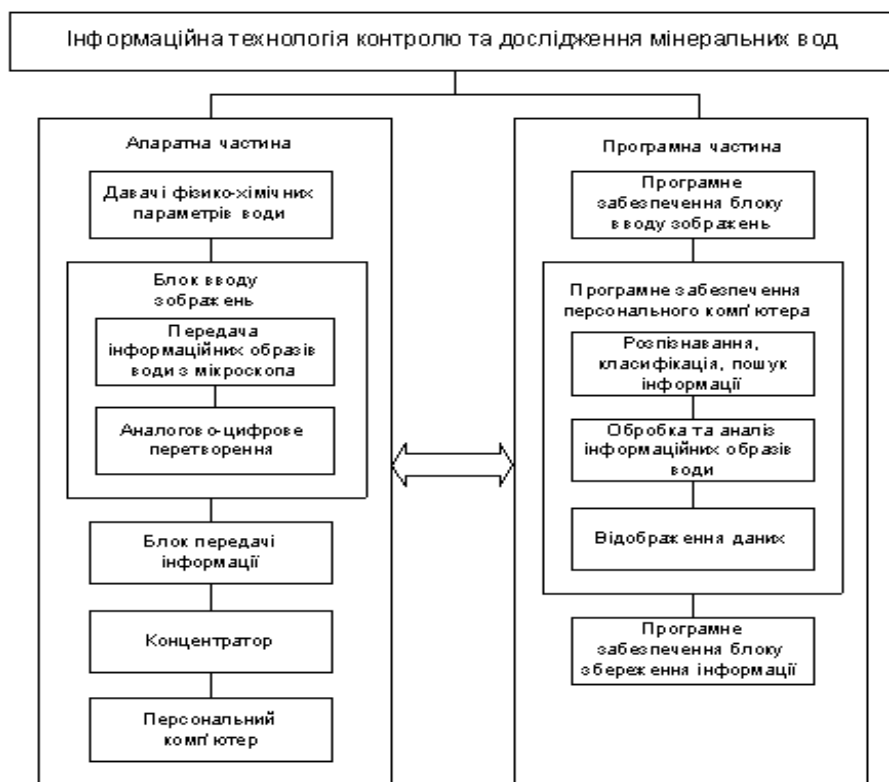 Інформаційна технологія контролю та дослідження мінеральних вод
Апаратна частина
Давачі фізико-хімічних
параметрів води
Блок вводу
зображень
Передача
інформаційних образів
води з мікроскопа
Аналогово-цифрове
перетворення
Блок передачі
інформації
Концентратор
Персональний
комп'ютер
Програмна частина
Програмне
забезпечення блоку
вводу зображень
Програмне забезпечення
персонального комп'ютера
Розпізнавання,
класифікація, пошук
інформації
Обробка та аналіз
інформаційних образів
води
Відображення даних
Програмне
забезпечення блоку
збереження інформації